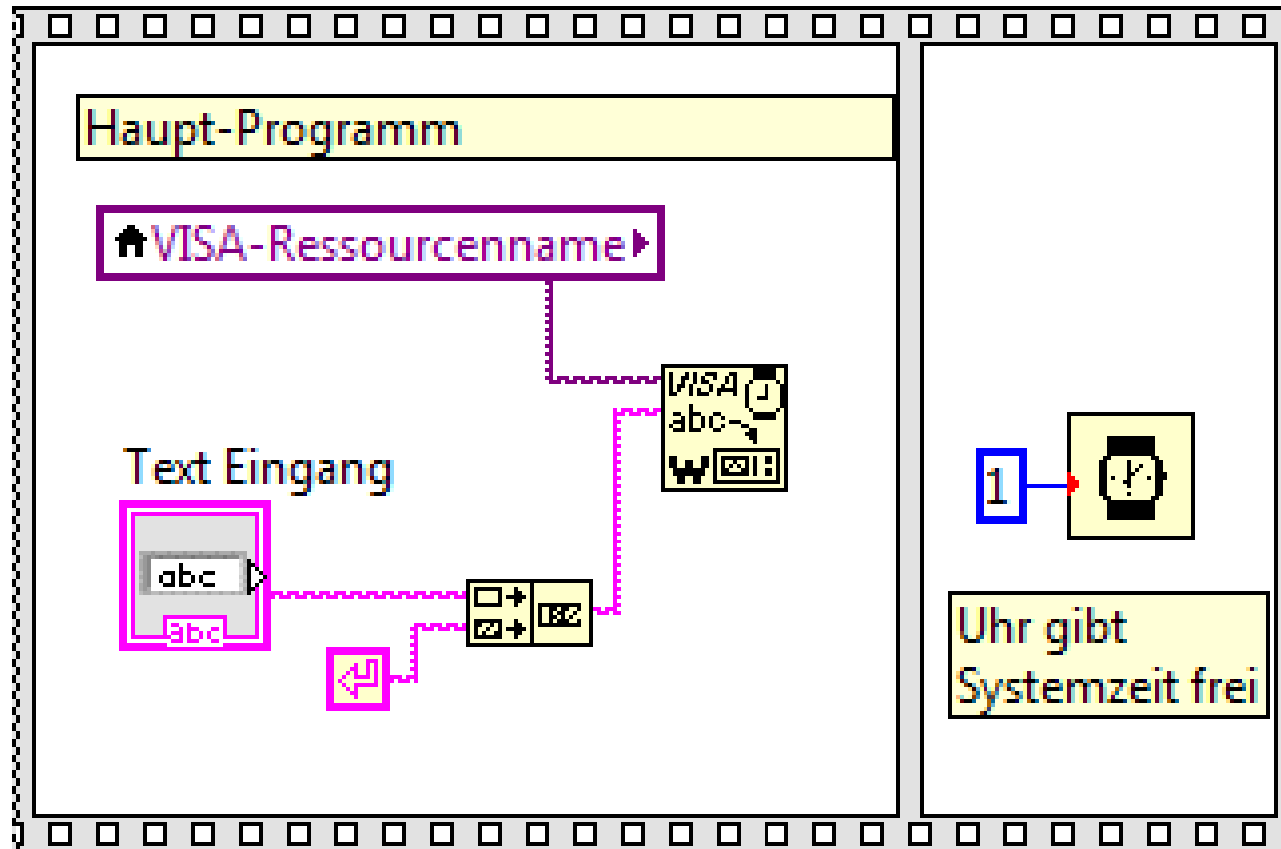 Haupt-Programm
VISA-Ressourcenname
VISA
abc
W
Text Eingang
abc
abc
1
Uhr gibt
Systemzeit frei